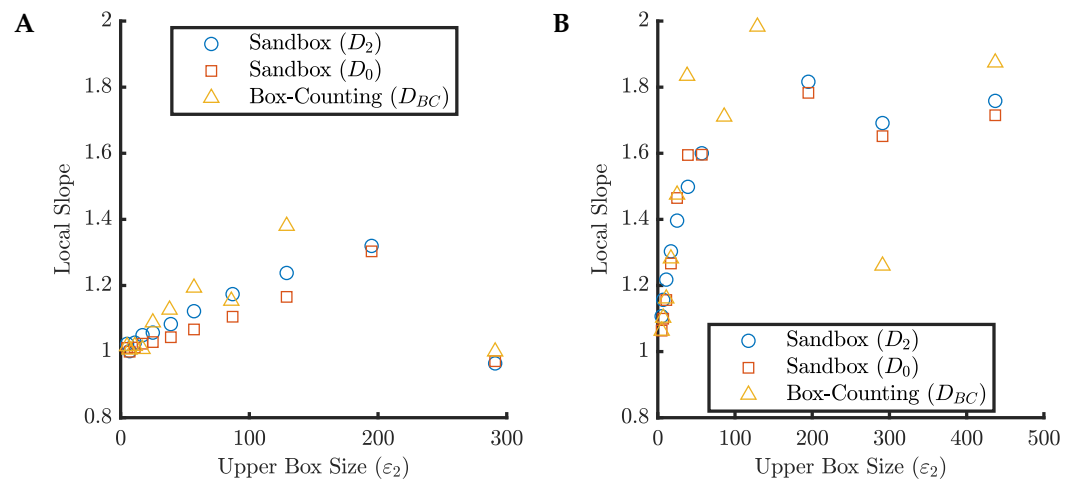 A
2
1.8
1.6
1.4
1.2
1
0.8
0
100
200
300
Local Slope
Upper Box Size (ε₂)
Sandbox (D₂)
Sandbox (D₀)
Box-Counting (D_BC)
B
2
1.8
1.6
1.4
1.2
1
0.8
0
100
200
300
400
500
Local Slope
Upper Box Size (ε₂)
Sandbox (D₂)
Sandbox (D₀)
Box-Counting (D_BC)